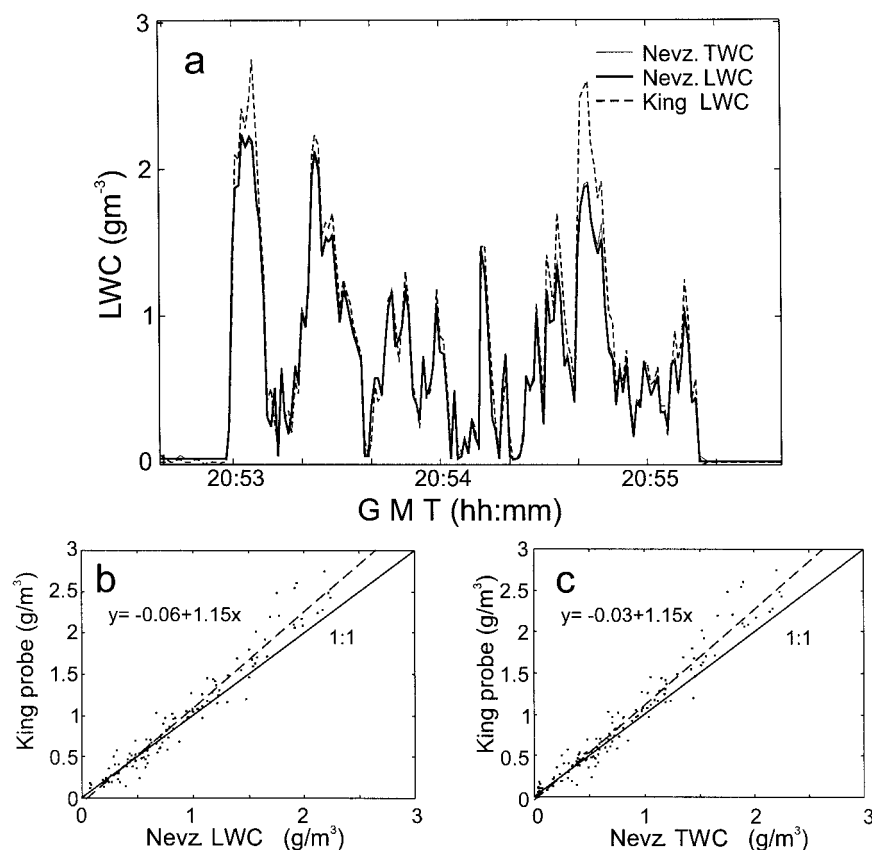 3
a
Nevz. TWC
Nevz. LWC
King LWC
2
LWC (gm⁻³)
1
0
20:53 20:54 20:55
G M T (hh:mm)
b
3
2.5
2
1.5
1
0.5
0
King probe (g/m³)
y= -0.06+1.15x
1:1
0 1 2 3
Nevz. LWC (g/m³)
c
3
2.5
2
1.5
1
0.5
0
King probe (g/m³)
y= -0.03+1.15x
1:1
0 1 2 3
Nevz. TWC (g/m³)